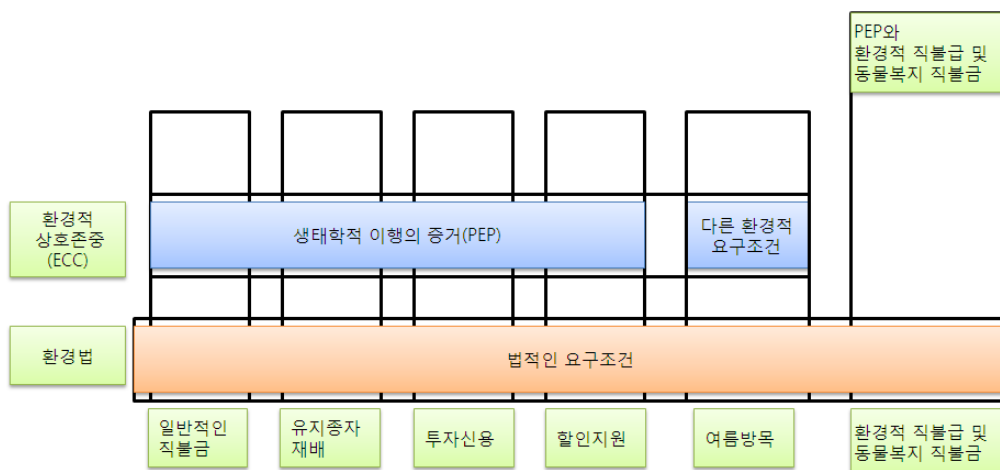 PEP와
환경적 직불급 및
동물복지 직불금
환경적
상호존중
(ECC)
생태학적 이행의 증거(PEP)
다른 환경적
요구조건
환경법
법적인 요구조건
일반적인
직불금
유지종자
재배
투자신용
할인지원
여름방목
환경적 직불급 및
동물복지 직불금